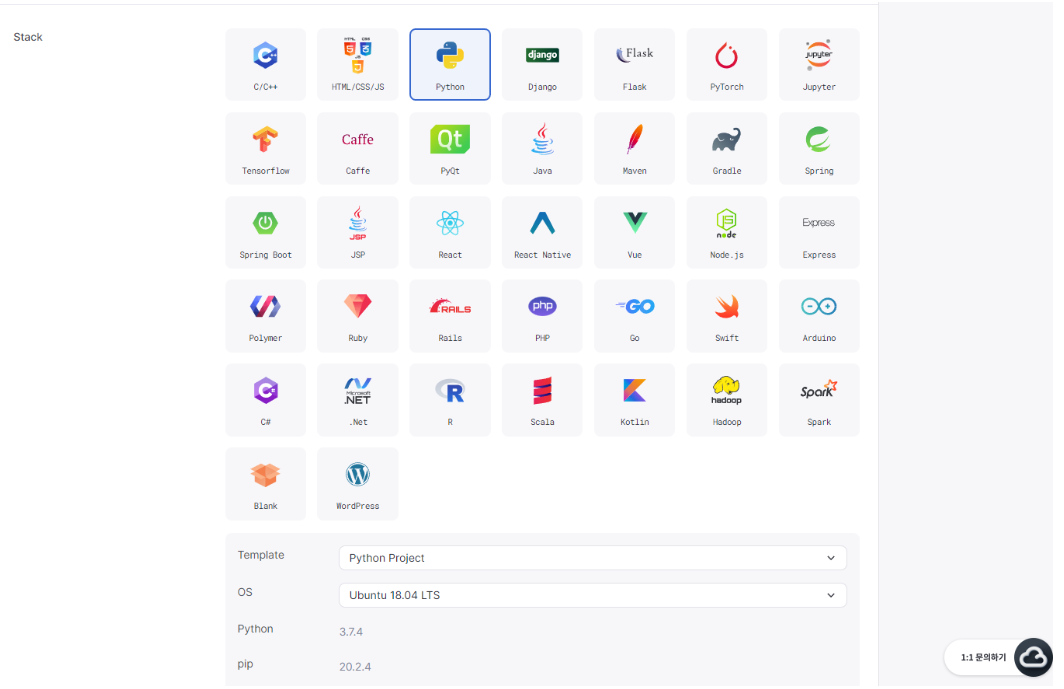 Stack
C/C++
HTML/CSS/JS
Python
django
Django
Flask
Flask
PyTorch
jupyter
Jupyter
Tensorflow
Caffe
Caffe
Qt
PyQt
Java
Maven
Gradle
Spring
Spring Boot
JSP
JSP
React
React Native
Vue
node
Node.js
Express
Express
Polymer
Ruby
RAILS
Rails
php
PHP
GO
Go
Swift
Arduino
C#
Microsoft
.NET
.Net
R
R
Scala
Kotlin
hadoop
Hadoop
Spark
Spark
Blank
WordPress
Template Python Project
OS Ubuntu 18.04 LTS
Python 3.7.4
pip 20.2.4
1:1 문의하기